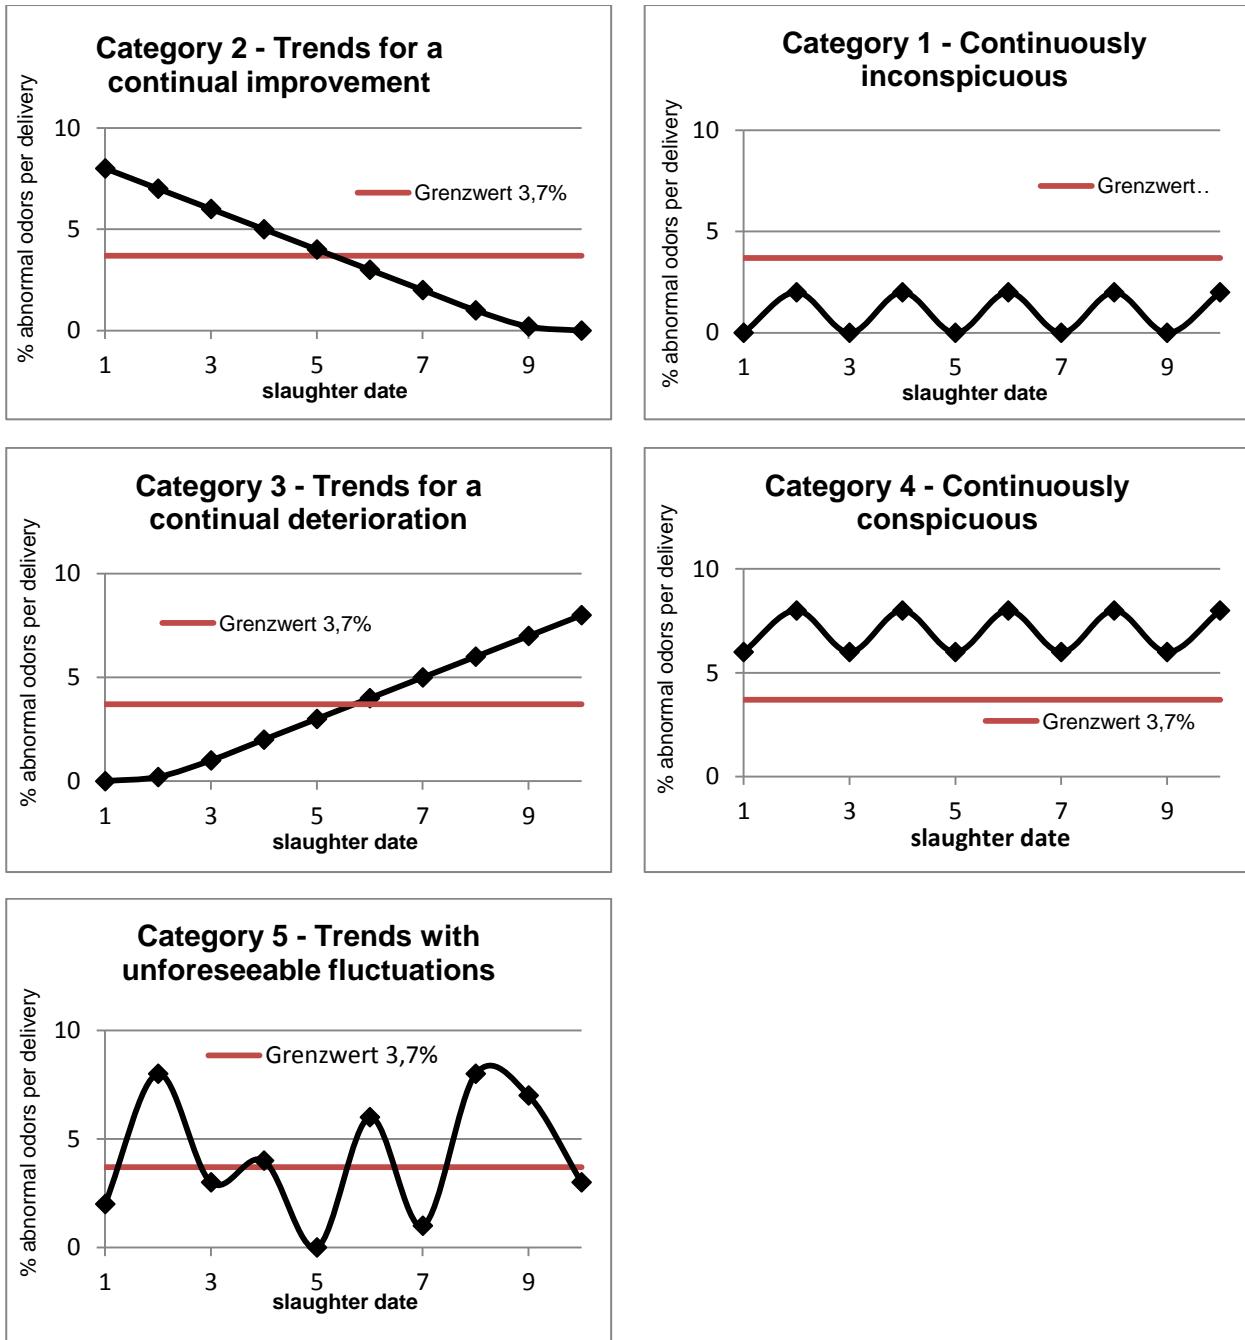 Category 2 - Trends for a
continual improvement
% abnormal odors per delivery
10
5
0
Grenzwert 3,7%
1 3 5 7 9
slaughter date
Category 1 - Continuously
inconspicuous
% abnormal odors per delivery
10
5
0
Grenzwert..
1 3 5 7 9
slaughter date
Category 3 - Trends for a
continual deterioration
% abnormal odors per delivery
10
5
0
Grenzwert 3,7%
1 3 5 7 9
slaughter date
Category 4 - Continuously
conspicuous
% abnormal odors per delivery
10
5
0
Grenzwert 3,7%
1 3 5 7 9
slaughter date
Category 5 - Trends with
unforeseeable fluctuations
% abnormal odors per delivery
10
5
0
Grenzwert 3,7%
1 3 5 7 9
slaughter date